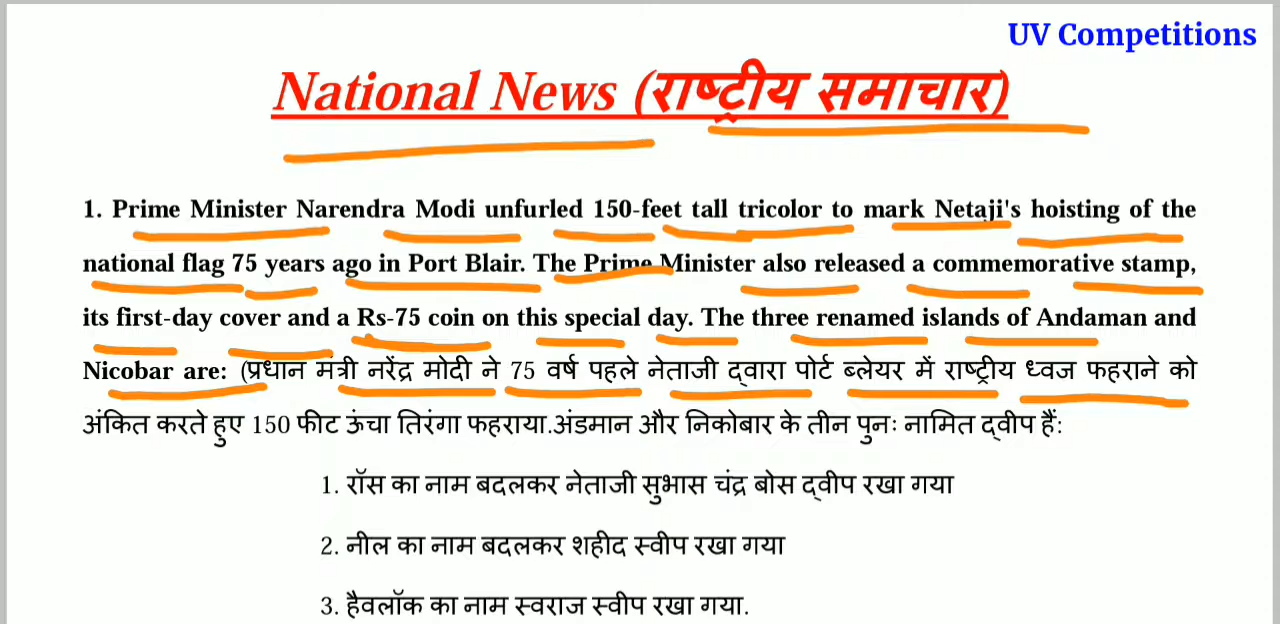 UV Competitions
National News (राष्ट्रीय समाचार)
1. Prime Minister Narendra Modi unfurled 150-feet tall tricolor to mark Netaji's hoisting of the
national flag 75 years ago in Port Blair. The Prime Minister also released a commemorative stamp,
its first-day cover and a Rs-75 coin on this special day. The three renamed islands of Andaman and
Nicobar are: (प्रधान मंत्री नरेंद्र मोदी ने 75 वर्ष पहले नेताजी द्वारा पोर्ट ब्लेयर में राष्ट्रीय ध्वज फहराने को
अंकित करते हुए 150 फीट ऊंचा तिरंगा फहराया.अंडमान और निकोबार के तीन पुनः नामित द्वीप हैं:
1. रॉस का नाम बदलकर नेताजी सुभास चंद्र बोस द्वीप रखा गया
2. नील का नाम बदलकर शहीद स्वीप रखा गया
3. हैवलॉक का नाम स्वराज स्वीप रखा गया.